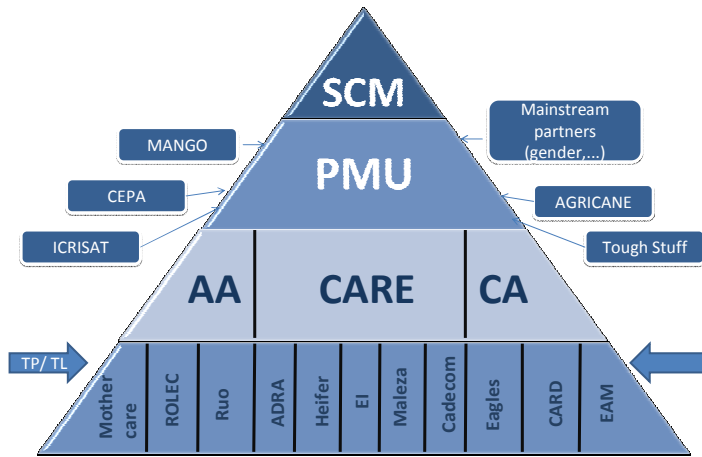 SCM
Mainstream
partners
(gender,...)
MANGO
PMU
CEPA
AGRICANE
ICRISAT
Tough Stuff
AA
CARE
CA
TP/ TL
Mother
care
ROLEC
Ruo
ADRA
Heifer
EI
Maleza
Cadecom
Eagles
CARD
EAM